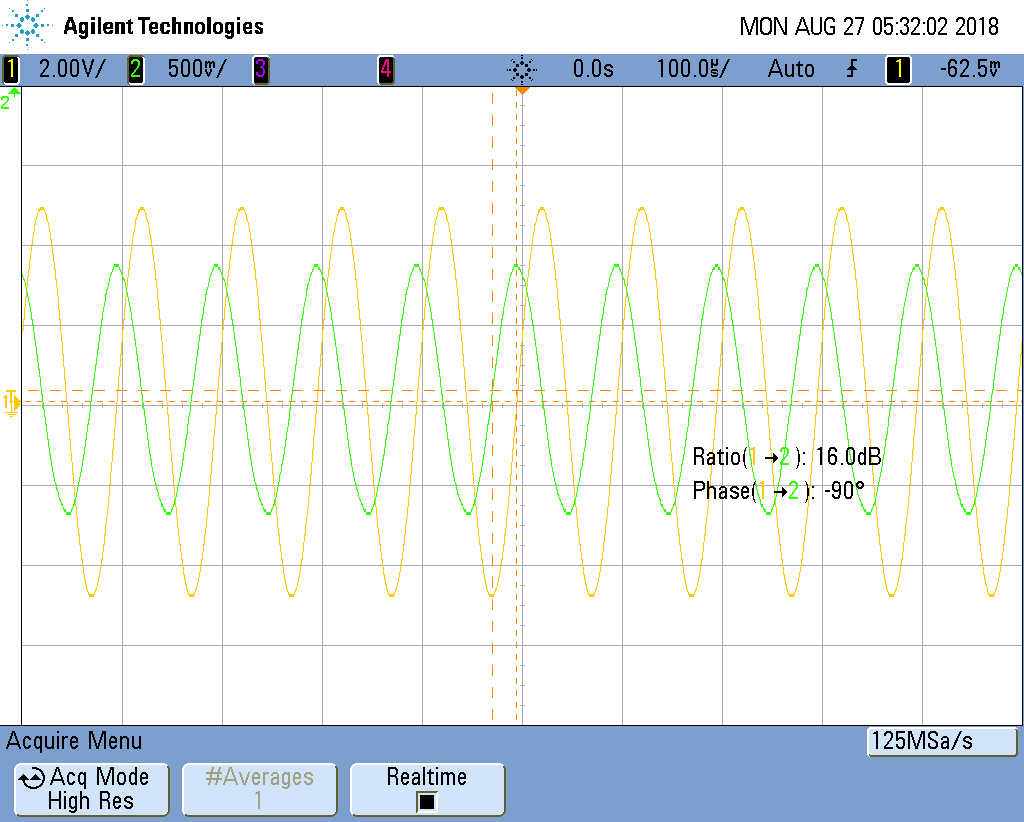 Agilent Technologies MON AUG 27 05:32:02 2018
1 2.00V/ 2 500mV/ 3 4 0.0s 100.0µs/ Auto 1 -62.5mV
2
1
Ratio(1→2): 16.0dB
Phase(1→2): -90°
Acquire Menu 125MSa/s
Acq Mode #Averages Realtime
High Res 1